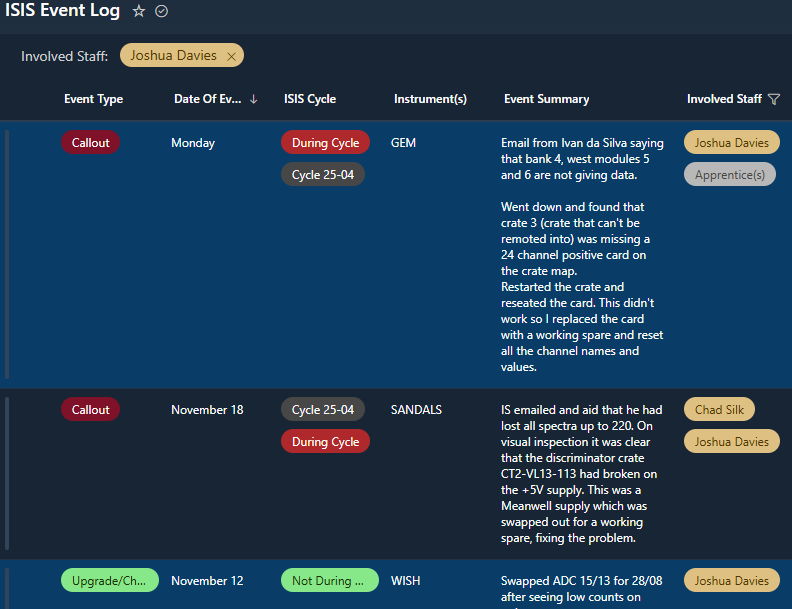 ISIS Event Log
Involved Staff: Joshua Davies
Event Type Date Of Ev... ISIS Cycle Instrument(s) Event Summary Involved Staff
Callout
Monday
During Cycle
Cycle 25-04
GEM
Email from Ivan da Silva saying
that bank 4, west modules 5
and 6 are not giving data.
Went down and found that
crate 3 (crate that can't be
remoted into) was missing a
24 channel positive card on
the crate map.
Restarted the crate and
reseated the card. This didn't
work so I replaced the card
with a working spare and reset
all the channel names and
values.
Joshua Davies
Apprentice(s)
Callout
November 18
Cycle 25-04
During Cycle
SANDALS
IS emailed and aid that he had
lost all spectra up to 220. On
visual inspection it was clear
that the discriminator crate
CT2-VL13-113 had broken on
the +5V supply. This was a
Meanwell supply which was
swapped out for a working
spare, fixing the problem.
Chad Silk
Joshua Davies
Upgrade/Ch...
November 12
Not During ...
WISH
Swapped ADC 15/13 for 28/08
after seeing low counts on
Joshua Davies